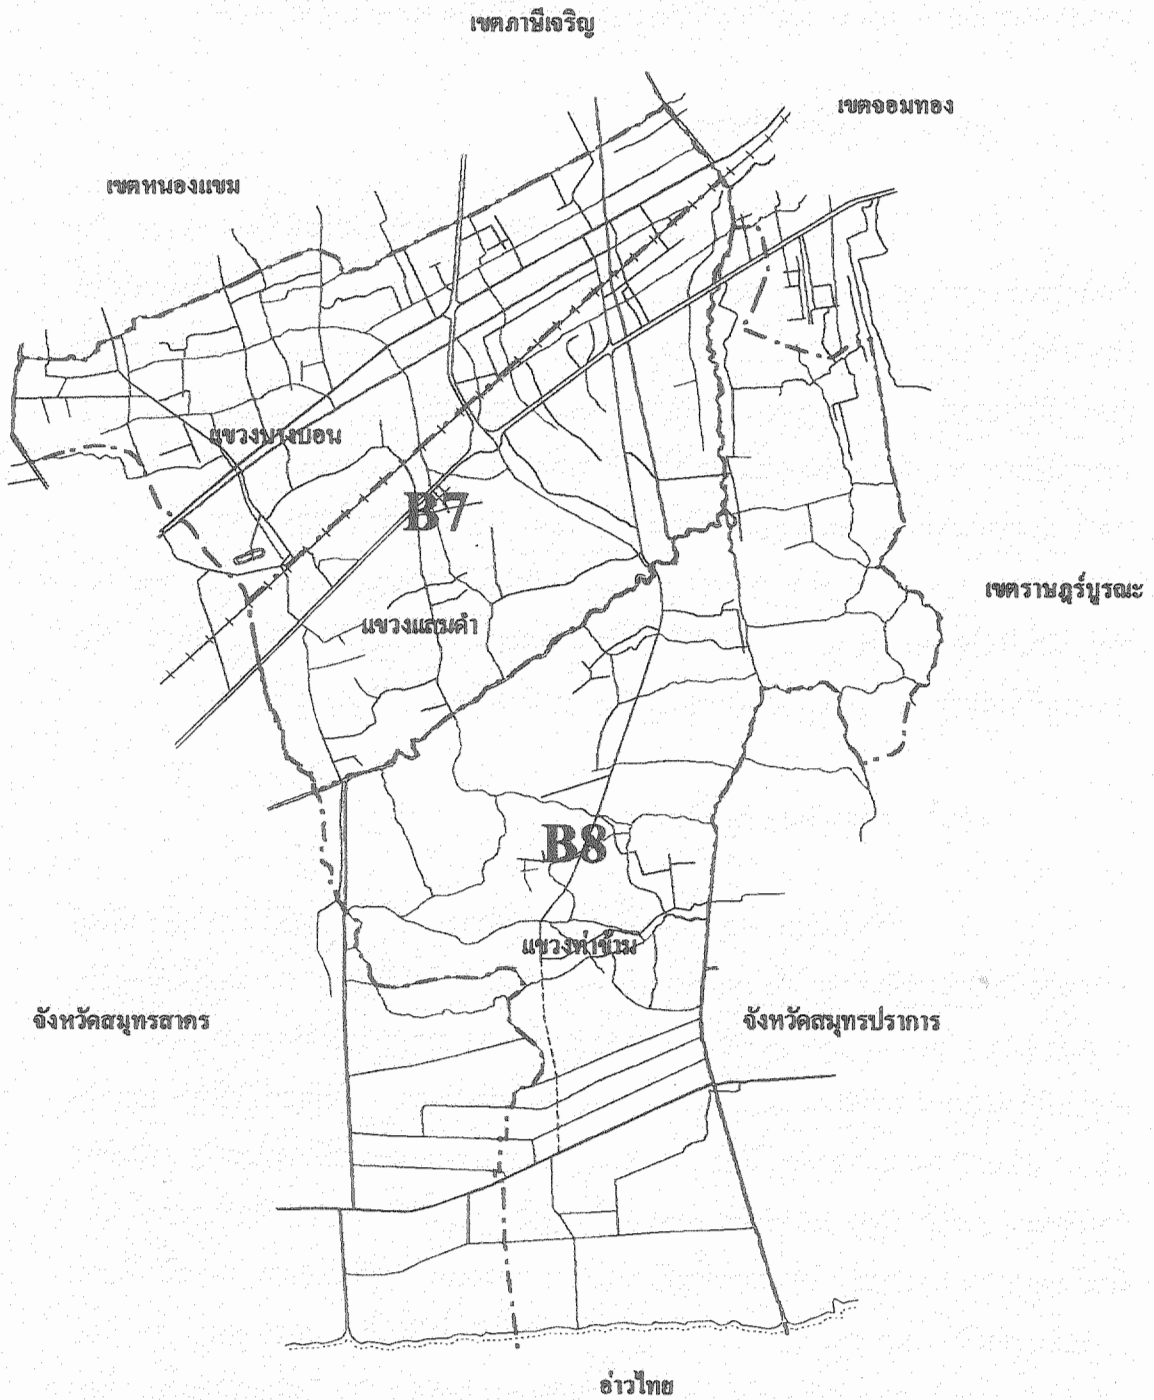 เขตภาษีเจริญ
เขตจอมทอง
เขตหนองแขม
แขวงบางบอน
B7
เขตราษฎร์บูรณะ
แขวงแสมดำ
B8
แขวงท่าข้าม
จังหวัดสมุทรสาคร
จังหวัดสมุทรปราการ
อ่าวไทย